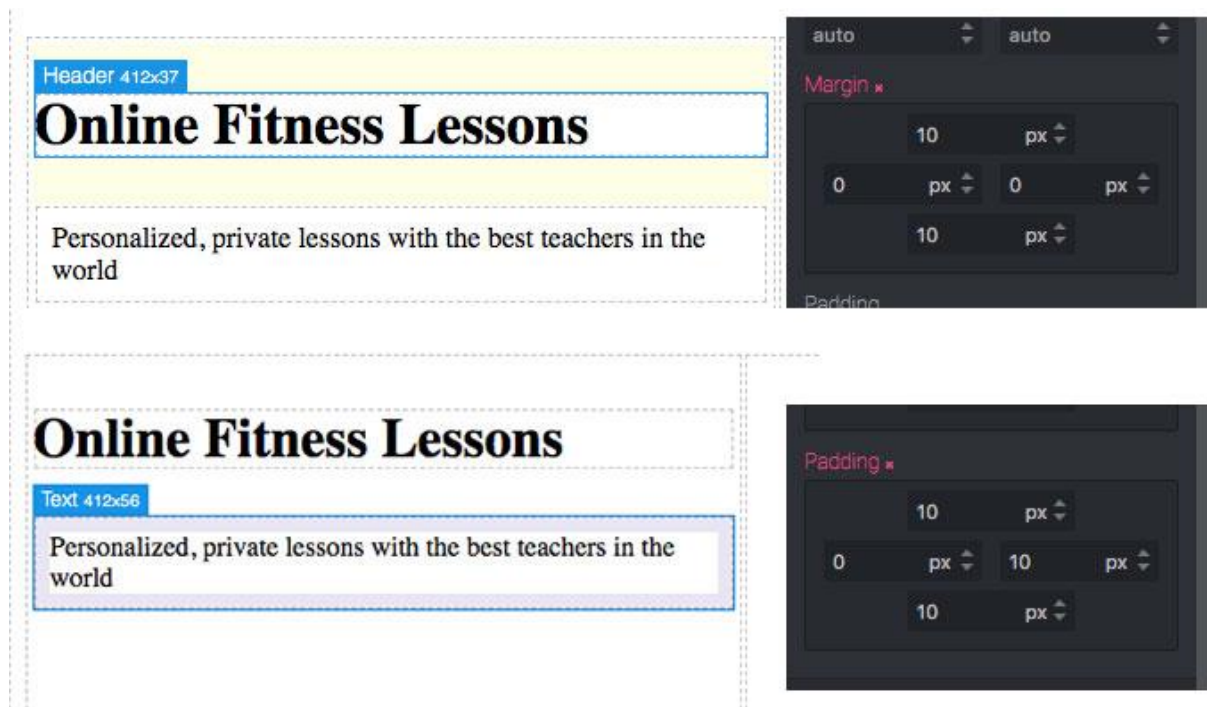 auto auto
Header 412x37
Margin ×
Online Fitness Lessons
10 px
0 px 0 px
10 px
Personalized, private lessons with the best teachers in the
world
Padding
Online Fitness Lessons
Padding ×
Text 412x56
10 px
Personalized, private lessons with the best teachers in the
world
0 px 10 px
10 px